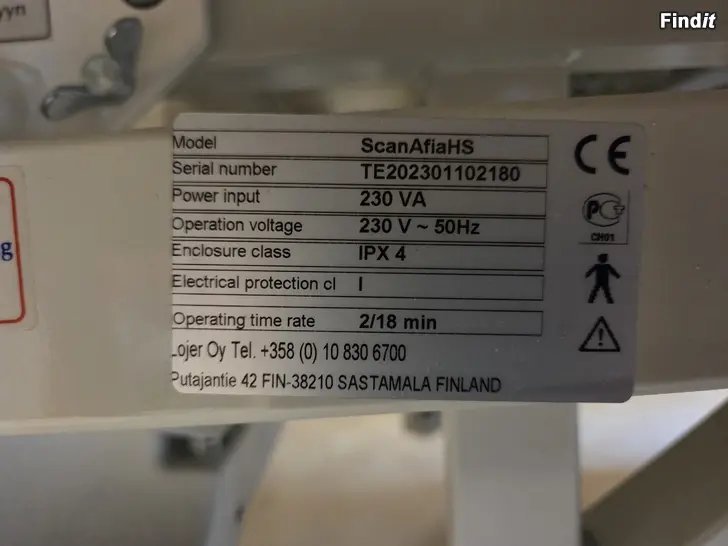 Findit
yyn
Model ScanAfiaHS
Serial number TE202301102180
Power input 230 VA
Operation voltage 230 V ~ 50Hz
Enclosure class IPX 4
Electrical protection cl I
Operating time rate 2/18 min
Lojer Oy Tel. +358 (0) 10 830 6700
Putajantie 42 FIN-38210 SASTAMALA FINLAND
CE
PC
CH01
g